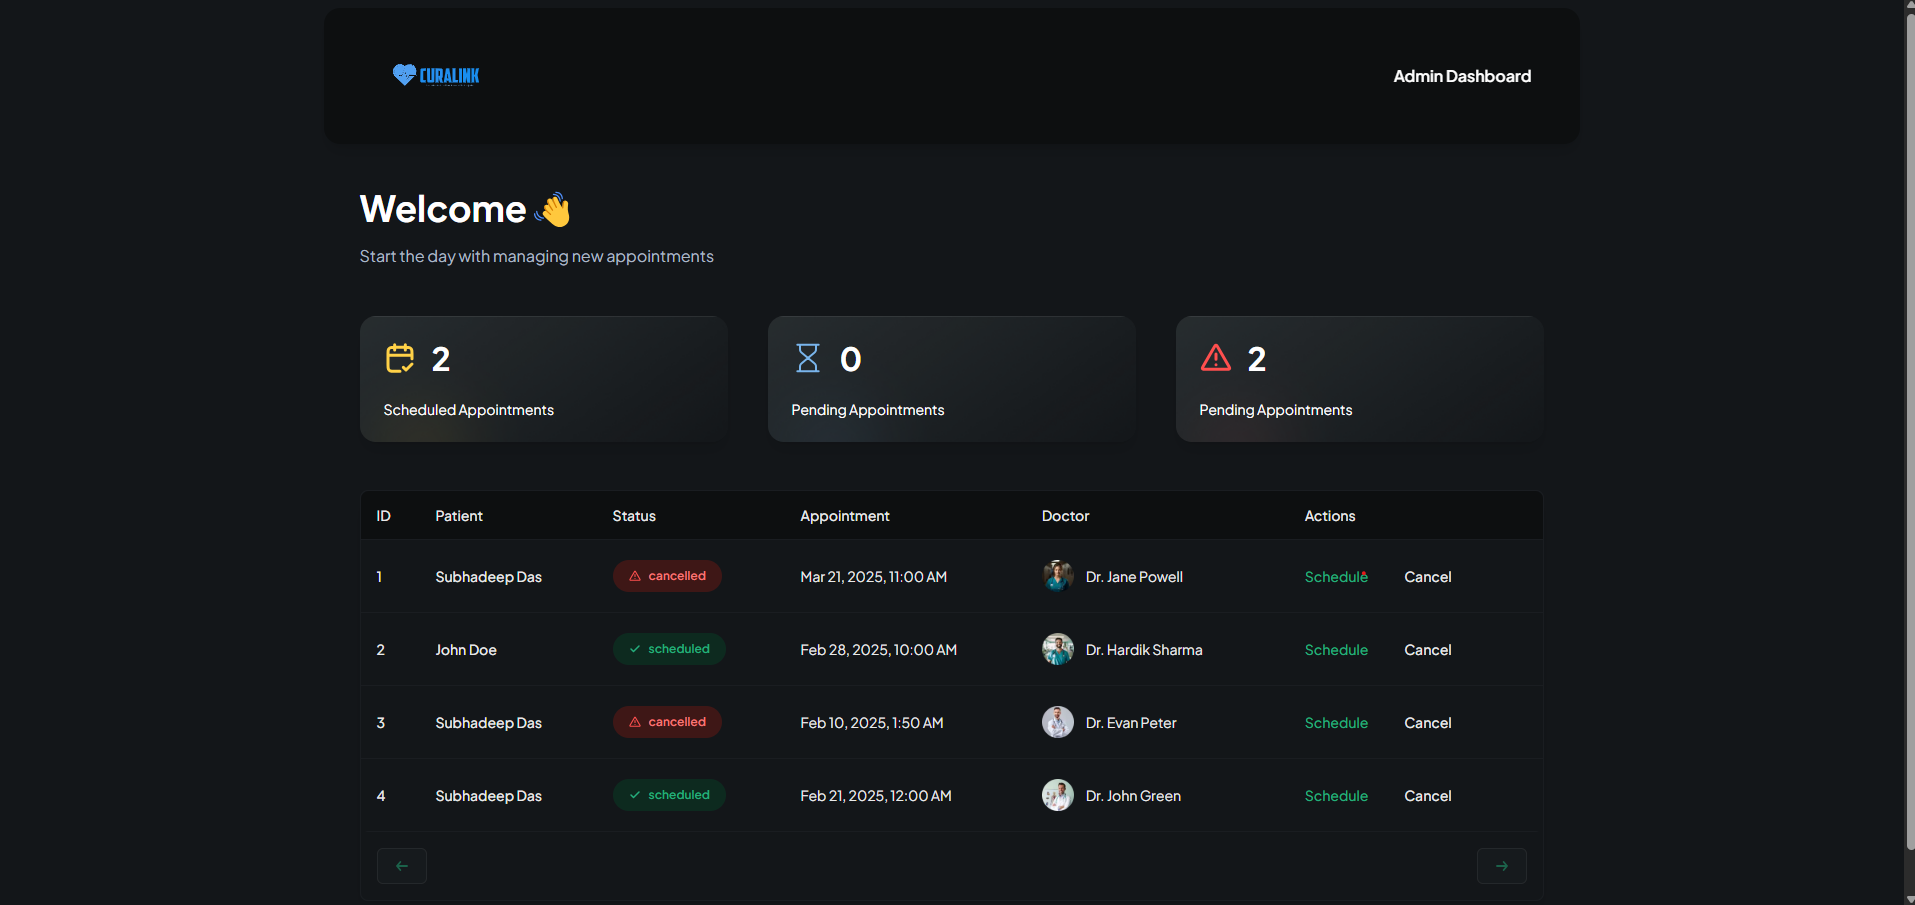 CURALINK
Admin Dashboard
Welcome 👋
Start the day with managing new appointments
2
Scheduled Appointments
0
Pending Appointments
2
Pending Appointments
ID Patient Status Appointment Doctor Actions
1 Subhadeep Das cancelled Mar 21, 2025, 11:00 AM Dr. Jane Powell Schedule Cancel
2 John Doe scheduled Feb 28, 2025, 10:00 AM Dr. Hardik Sharma Schedule Cancel
3 Subhadeep Das cancelled Feb 10, 2025, 1:50 AM Dr. Evan Peter Schedule Cancel
4 Subhadeep Das scheduled Feb 21, 2025, 12:00 AM Dr. John Green Schedule Cancel